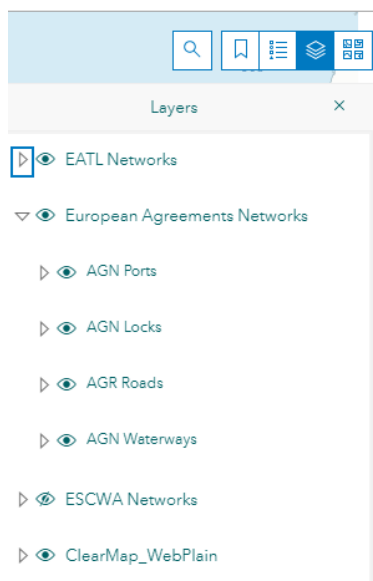 Layers
EATL Networks
European Agreements Networks
AGN Ports
AGN Locks
AGR Roads
AGN Waterways
ESCWA Networks
ClearMap_WebPlain